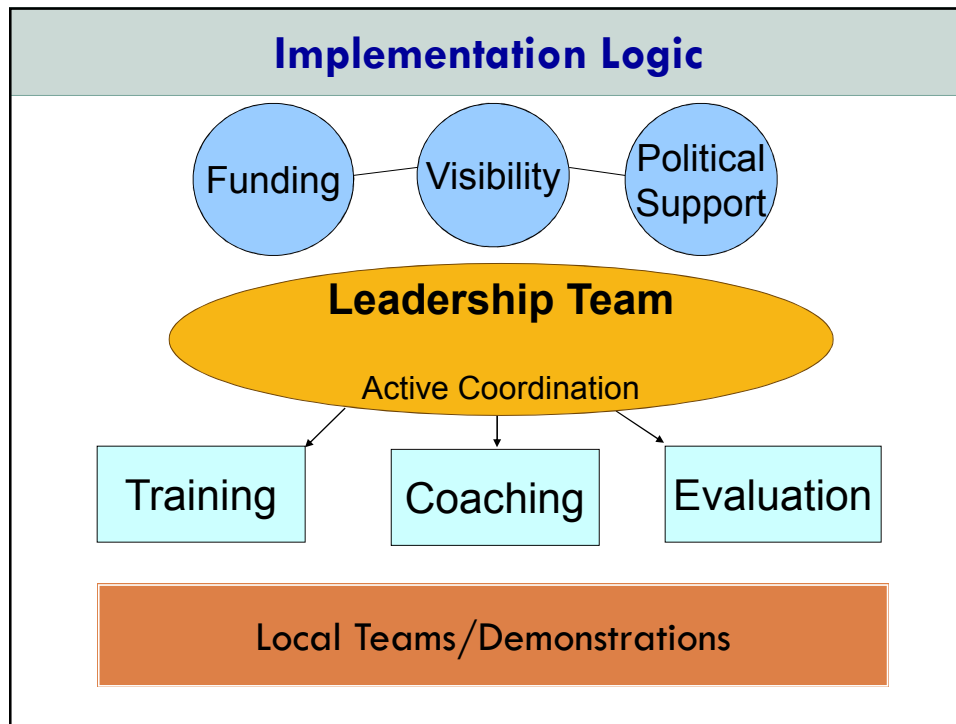 Implementation Logic
Funding
Visibility
Political
Support
Leadership Team
Active Coordination
Training
Coaching
Evaluation
Local Teams/Demonstrations